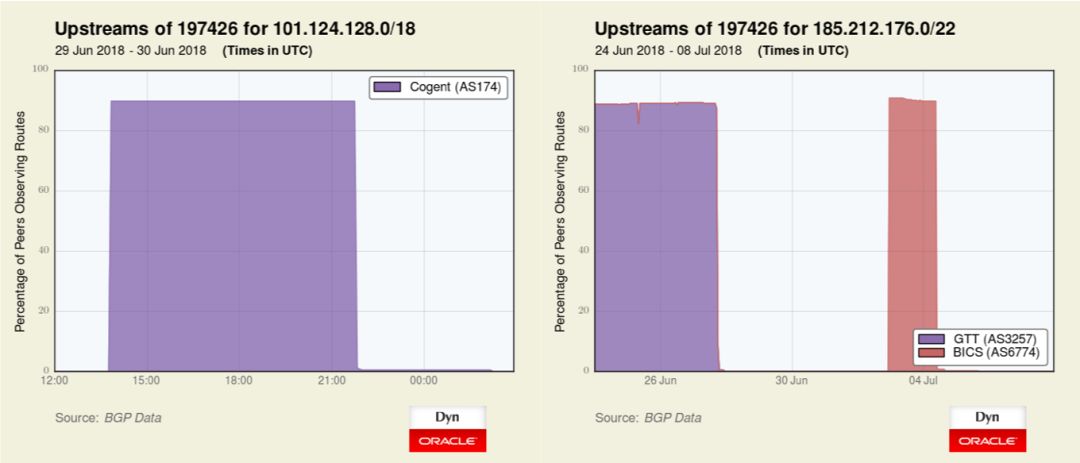 Upstreams of 197426 for 101.124.128.0/18
29 Jun 2018 - 30 Jun 2018 (Times in UTC)
Percentage of Peers Observing Routes
100
80
60
40
20
0
Cogent (AS174)
12:00 15:00 18:00 21:00 00:00
Source: BGP Data
Dyn
ORACLE
Upstreams of 197426 for 185.212.176.0/22
24 Jun 2018 - 08 Jul 2018 (Times in UTC)
Percentage of Peers Observing Routes
100
80
60
40
20
0
GTT (AS3257)
BICS (AS6774)
26 Jun 30 Jun 04 Jul
Source: BGP Data
Dyn
ORACLE